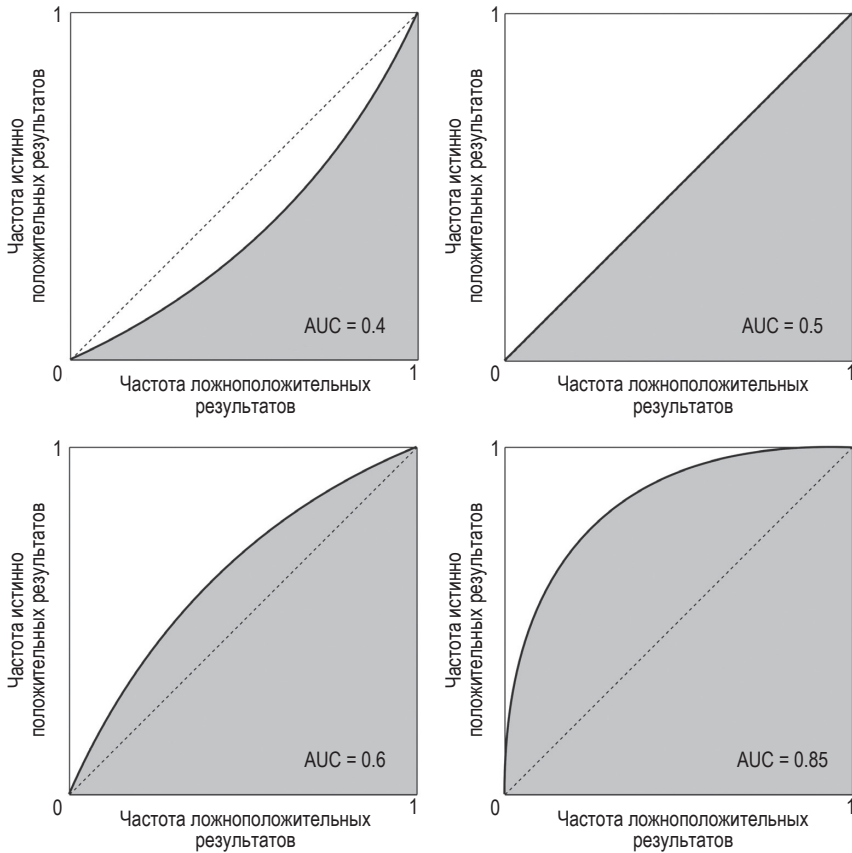 1
Частота истинно
положительных результатов
AUC = 0.4
0
1
Частота ложноположительных
результатов
1
Частота истинно
положительных результатов
AUC = 0.5
0
1
Частота ложноположительных
результатов
1
Частота истинно
положительных результатов
AUC = 0.6
0
1
Частота ложноположительных
результатов
1
Частота истинно
положительных результатов
AUC = 0.85
0
1
Частота ложноположительных
результатов